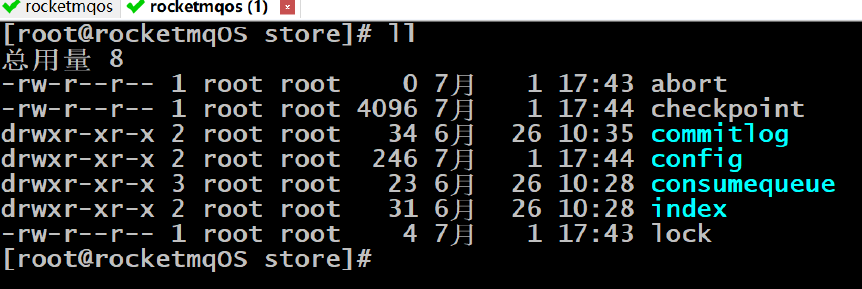 rocketmqos rocketmqos (1)
[root@rocketmqOS store]# ll
总用量 8
-rw-r--r-- 1 root root    0 7月   1 17:43 abort
-rw-r--r-- 1 root root 4096 7月   1 17:44 checkpoint
drwxr-xr-x 2 root root   34 6月  26 10:35 commitlog
drwxr-xr-x 2 root root  246 7月   1 17:44 config
drwxr-xr-x 3 root root   23 6月  26 10:28 consumequeue
drwxr-xr-x 2 root root   31 6月  26 10:28 index
-rw-r--r-- 1 root root    4 7月   1 17:43 lock
[root@rocketmqOS store]#